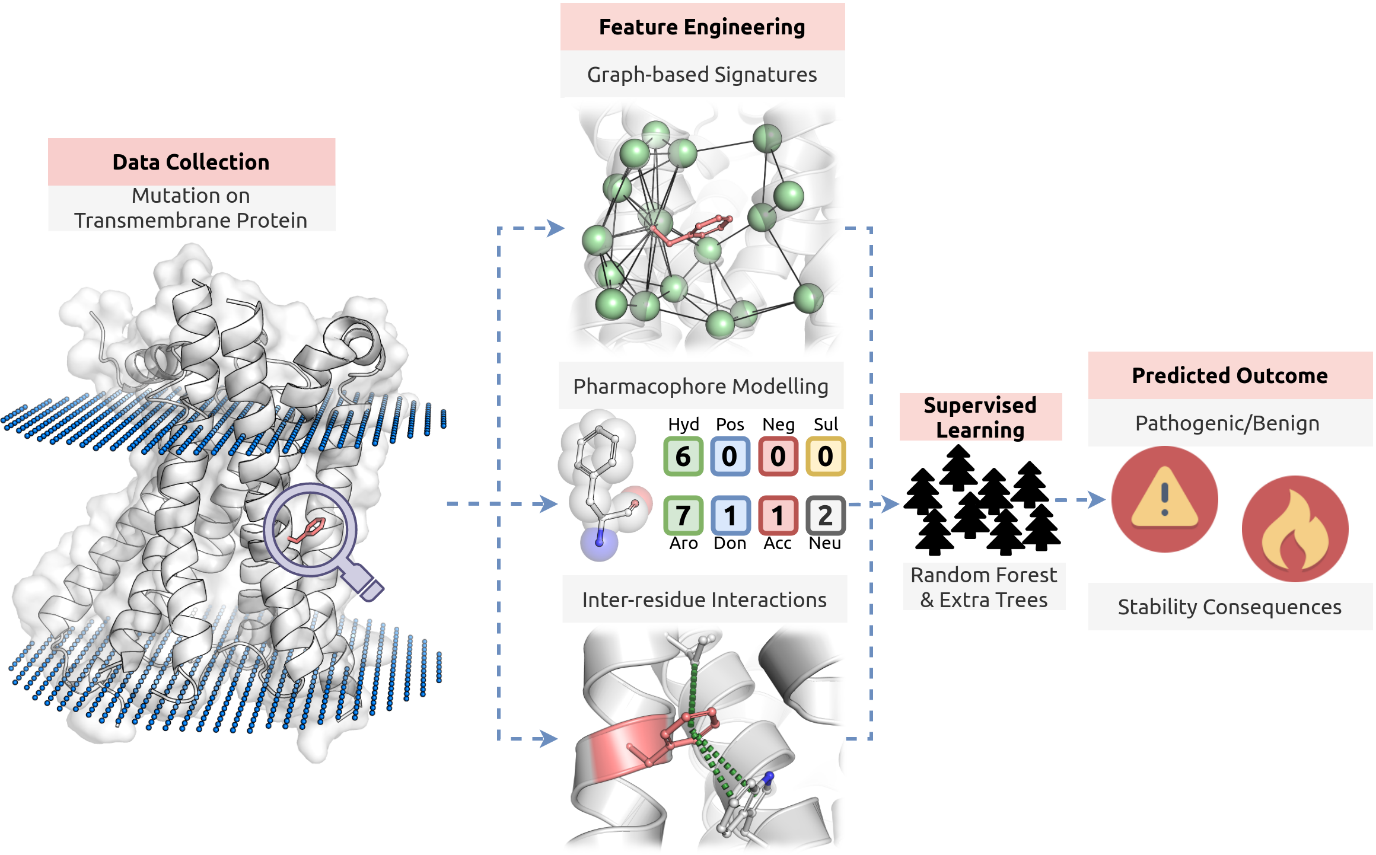 Data Collection
Mutation on
Transmembrane Protein
Feature Engineering
Graph-based Signatures
Pharmacophore Modelling
Hyd Pos Neg Sul
6 0 0 0
7 1 1 2
Aro Don Acc Neu
Inter-residue Interactions
Supervised
Learning
Random Forest
& Extra Trees
Predicted Outcome
Pathogenic/Benign
Stability Consequences